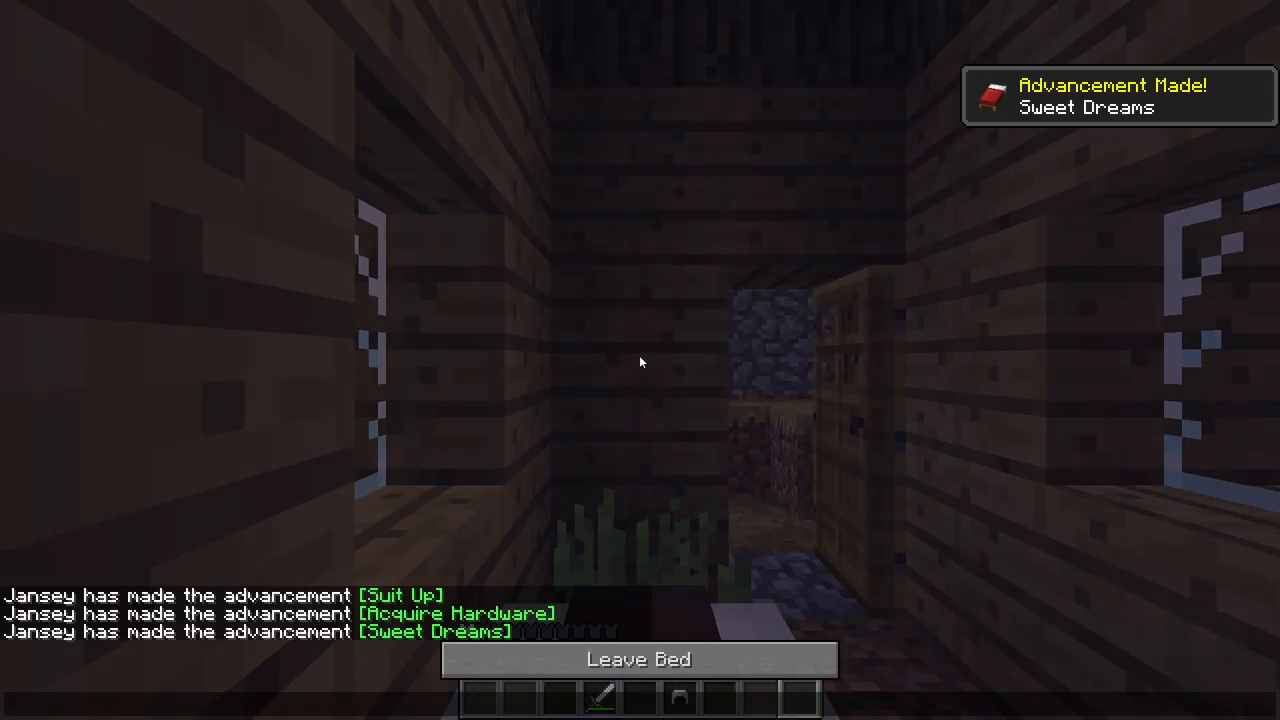 Advancement Made!
Sweet Dreams
Jansey has made the advancement [Suit Up]
Jansey has made the advancement [Acquire Hardware]
Jansey has made the advancement [Sweet Dreams]
Leave Bed